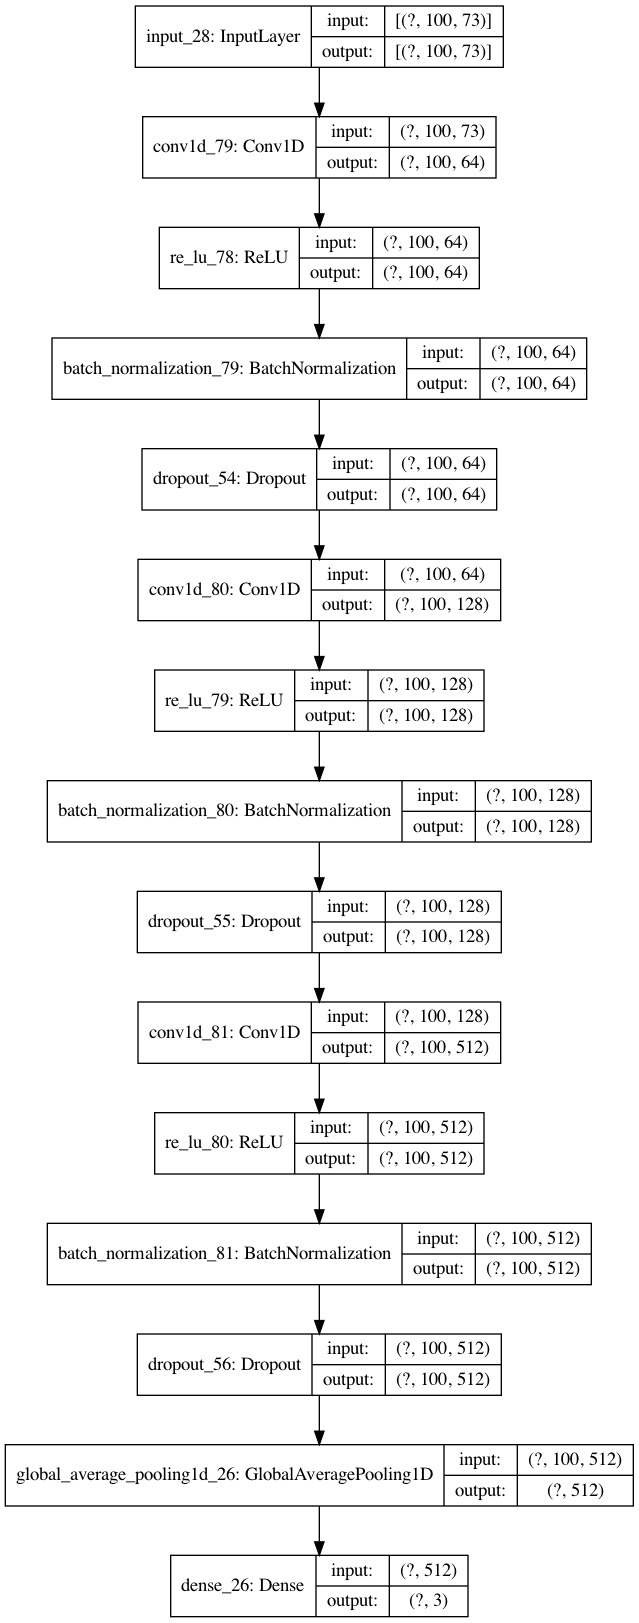 input_28: InputLayer
input:
[(?, 100, 73)]
output:
[(?, 100, 73)]
conv1d_79: Conv1D
input:
(?, 100, 73)
output:
(?, 100, 64)
re_lu_78: ReLU
input:
(?, 100, 64)
output:
(?, 100, 64)
batch_normalization_79: BatchNormalization
input:
(?, 100, 64)
output:
(?, 100, 64)
dropout_54: Dropout
input:
(?, 100, 64)
output:
(?, 100, 64)
conv1d_80: Conv1D
input:
(?, 100, 64)
output:
(?, 100, 128)
re_lu_79: ReLU
input:
(?, 100, 128)
output:
(?, 100, 128)
batch_normalization_80: BatchNormalization
input:
(?, 100, 128)
output:
(?, 100, 128)
dropout_55: Dropout
input:
(?, 100, 128)
output:
(?, 100, 128)
conv1d_81: Conv1D
input:
(?, 100, 128)
output:
(?, 100, 512)
re_lu_80: ReLU
input:
(?, 100, 512)
output:
(?, 100, 512)
batch_normalization_81: BatchNormalization
input:
(?, 100, 512)
output:
(?, 100, 512)
dropout_56: Dropout
input:
(?, 100, 512)
output:
(?, 100, 512)
global_average_pooling1d_26: GlobalAveragePooling1D
input:
(?, 100, 512)
output:
(?, 512)
dense_26: Dense
input:
(?, 512)
output:
(?, 3)